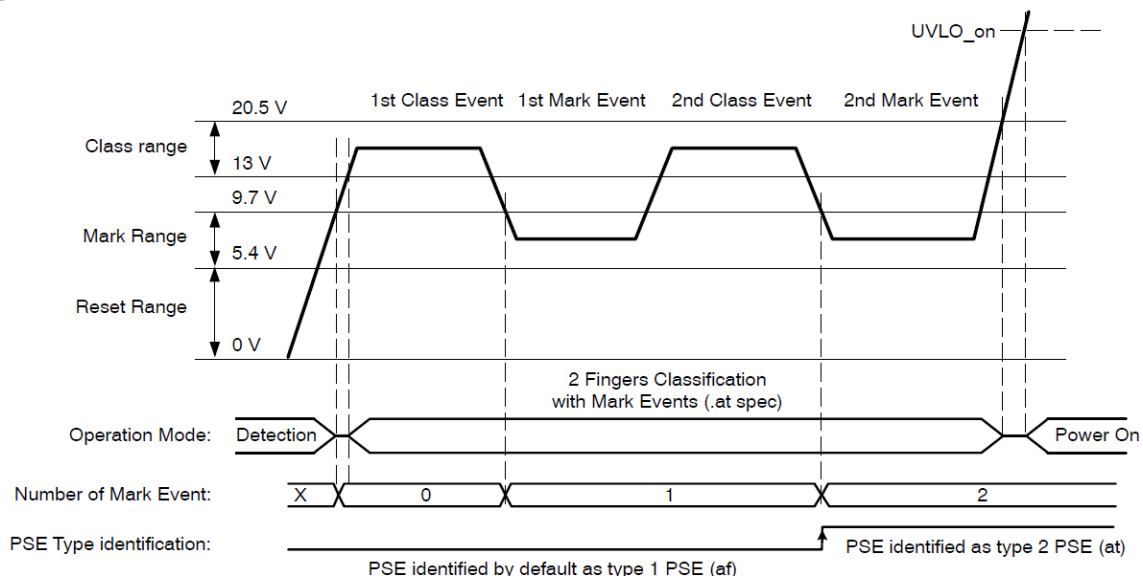 UVLO_on
1st Class Event 1st Mark Event 2nd Class Event 2nd Mark Event
20.5 V
Class range
13 V
9.7 V
Mark Range
5.4 V
Reset Range
0 V
2 Fingers Classification
with Mark Events (.at spec)
Operation Mode: Detection Power On
Number of Mark Event: X 0 1 2
PSE Type identification:
PSE identified as type 2 PSE (at)
PSE identified by default as type 1 PSE (af)